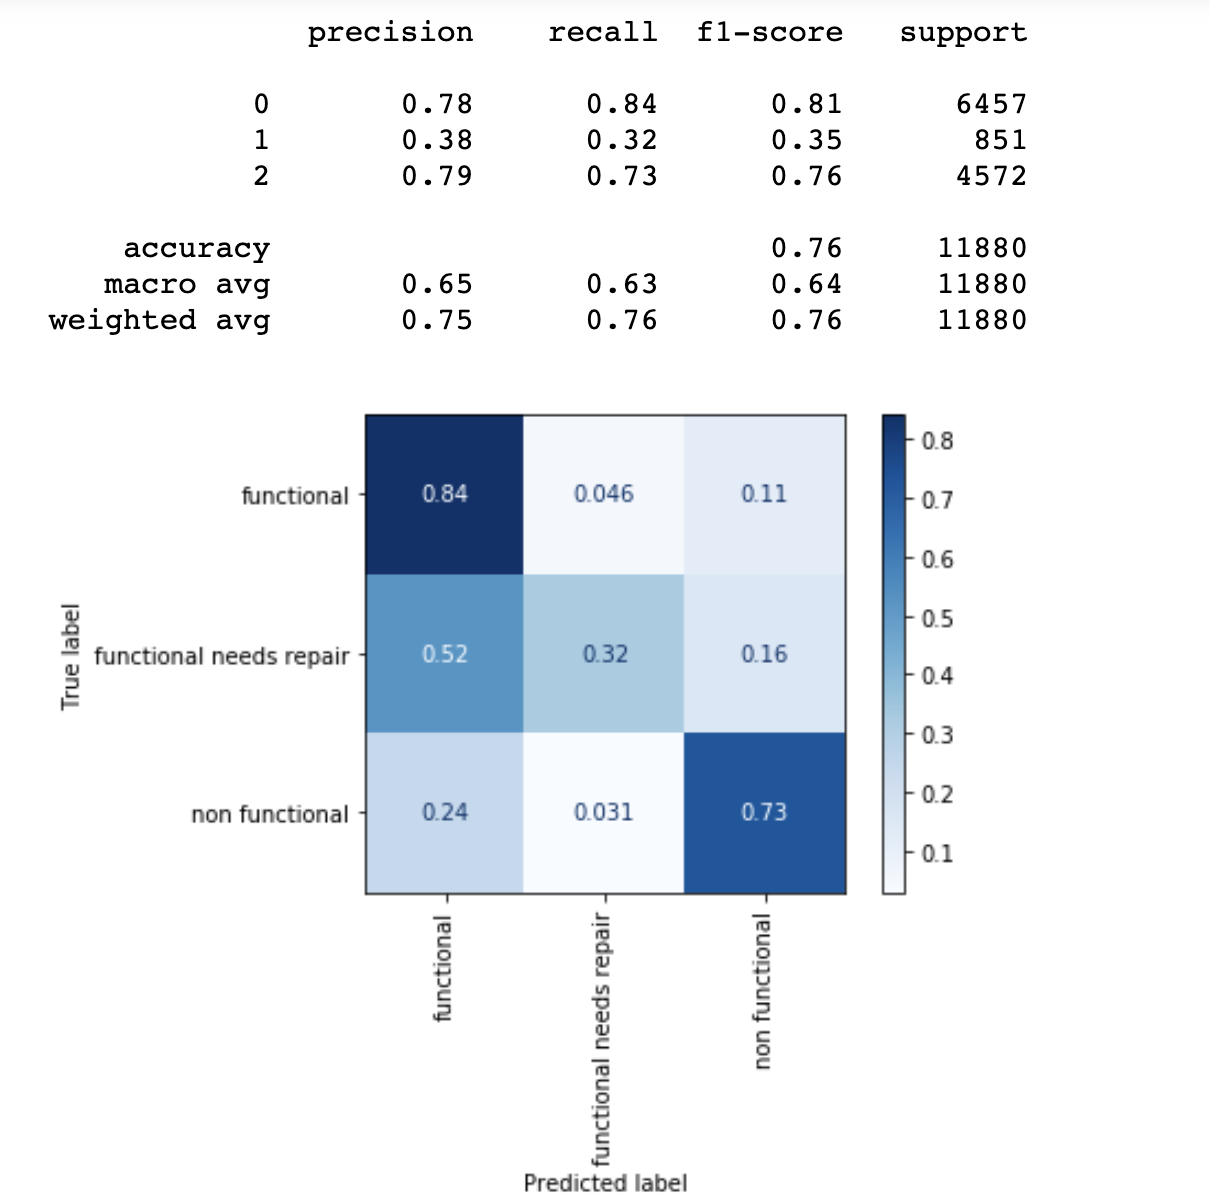 precision recall f1-score support
0 0.78 0.84 0.81 6457
1 0.38 0.32 0.35 851
2 0.79 0.73 0.76 4572
accuracy 0.76 11880
macro avg 0.65 0.63 0.64 11880
weighted avg 0.75 0.76 0.76 11880
functional 0.84 0.046 0.11
functional needs repair 0.52 0.32 0.16
non functional 0.24 0.031 0.73
True label
0.8
0.7
0.6
0.5
0.4
0.3
0.2
0.1
functional
functional needs repair
non functional
Predicted label